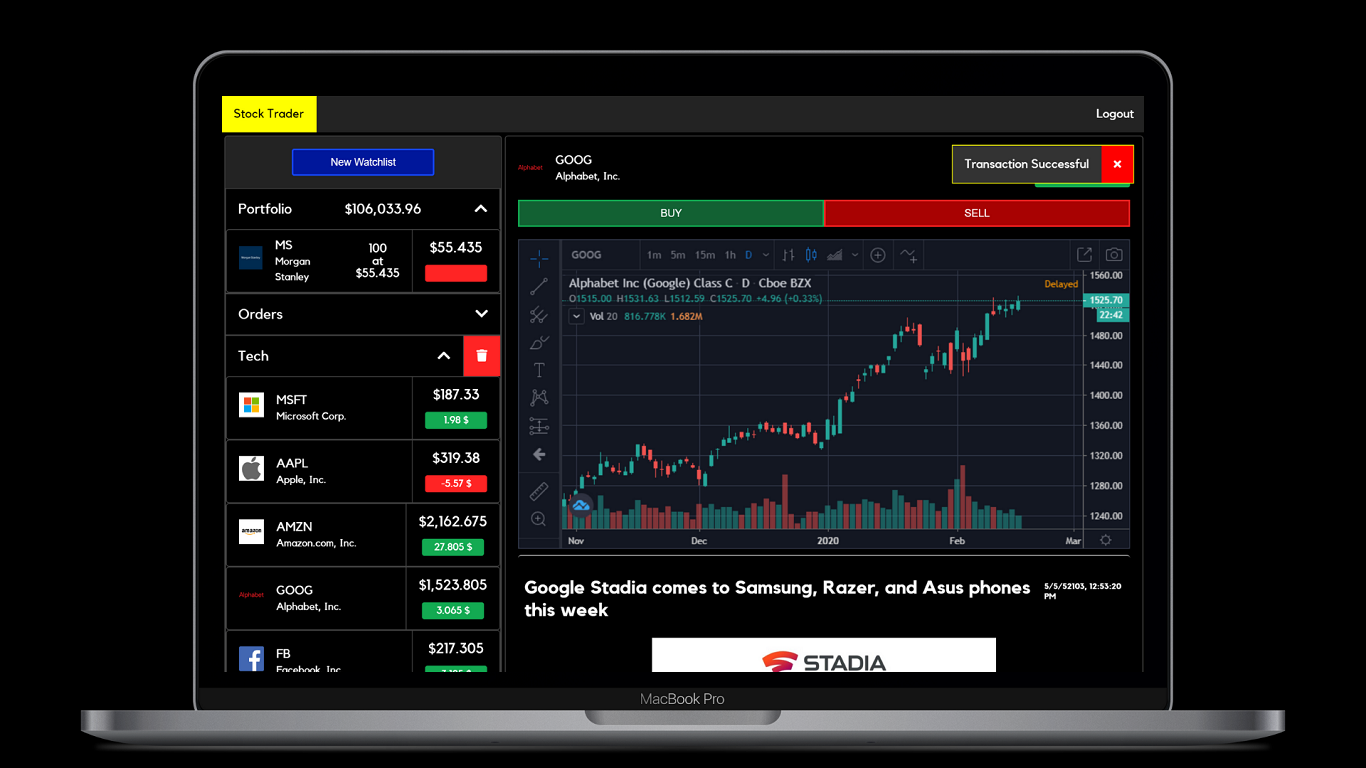 Stock Trader
Logout
New Watchlist
Portfolio $106,033.96
MS
Morgan
Stanley
100
at
$55.435
$55.435
Orders
Tech
MSFT
Microsoft Corp.
$187.33
1.98 $
AAPL
Apple, Inc.
$319.38
-5.57 $
amazon
AMZN
Amazon.com, Inc.
$2,162.675
27.805 $
Alphabet
GOOG
Alphabet, Inc.
$1,523.805
3.065 $
FB
Facebook, Inc.
$217.305
Alphabet
GOOG
Alphabet, Inc.
Transaction Successful
BUY
SELL
GOOG 1m 5m 15m 1h D
Alphabet Inc (Google) Class C · D · Cboe BZX
O1515.00 H1531.63 L1512.59 C1525.70 +4.96 (+0.33%)
Vol 20 816.778K 1.682M
Delayed
1560.00
1525.70
22:42
1480.00
1440.00
1400.00
1360.00
1320.00
1280.00
1240.00
Nov Dec 2020 Feb Mar
Google Stadia comes to Samsung, Razer, and Asus phones
this week
5/5/52103, 12:53:20
PM
STADIA
MacBook Pro